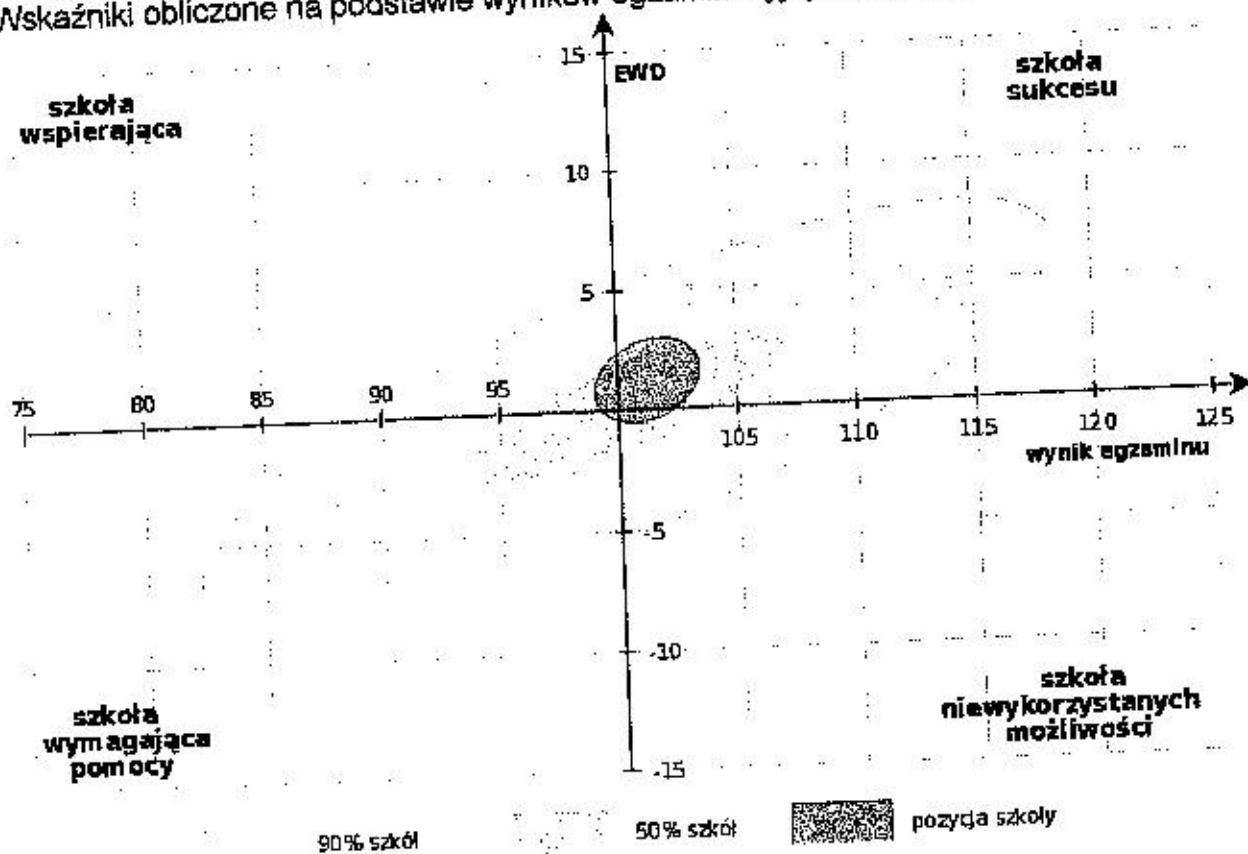 Wskaźniki obliczone na podstawie wyników
15
EWD
szkoła
wspierająca
szkoła
sukcesu
10
5
75
80
85
90
95
105
110
115
120
125
wynik egzaminu
-5
-10
-15
szkoła
wymagająca
pomocy
szkoła
niewykorzystanych
możliwości
90% szkół
50% szkół
pozycja szkoły